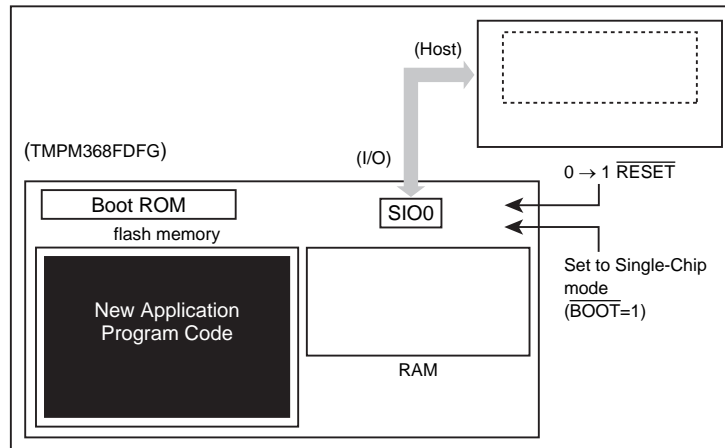 (Host)
(TMPM368FDFG)
(I/O)
0 → 1 RESET
Boot ROM
SIO0
flash memory
Set to Single-Chip
mode
(BOOT=1)
New Application
Program Code
RAM